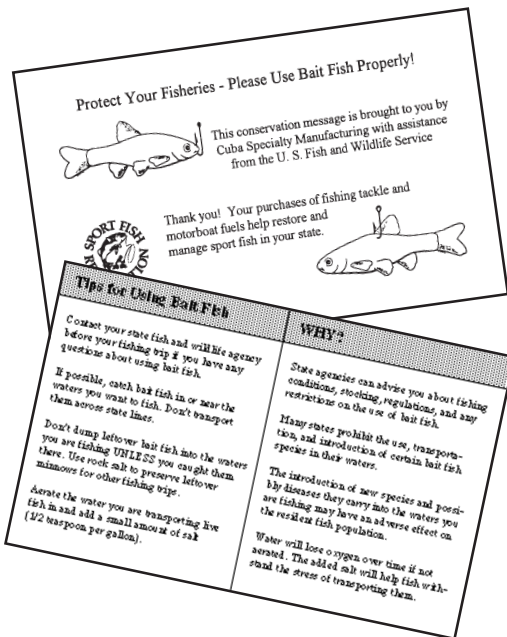 Protect Your Fisheries - Please Use Bait Fish Properly!
This conservation message is brought to you by
Cuba Specialty Manufacturing with assistance
from the U. S. Fish and Wildlife Service
Thank you! Your purchases of fishing tackle and
motorboat fuels help restore and
manage sport fish in your state.
SPORT FISH
Tips for Using Bait Fish
Contact your state fish and wildlife agency
before your fishing trip if you have any
questions about using bait fish.
If possible, catch bait fish in or near the
waters you want to fish. Don't transport
them across state lines.
Don't dump leftover bait fish into the waters
you are fishing UNLESS you caught them
there. Use rock salt to preserve leftover
minnows for other fishing trips.
Aerate the water you are transporting live
fish in and add a small amount of salt
(1/2 teaspoon per gallon).
WHY?
State agencies can advise you about fishing
conditions, stocking, regulations, and any
restrictions on the use of bait fish.
Many states prohibit the use, transporta-
tion, and introduction of certain bait fish
species in their waters.
The introduction of new species and possi-
bly diseases they carry into the waters you
are fishing may have an adverse effect on
the resident fish population.
Water will lose oxygen over time if not
aerated. The added salt will help fish with-
stand the stress of transporting them.